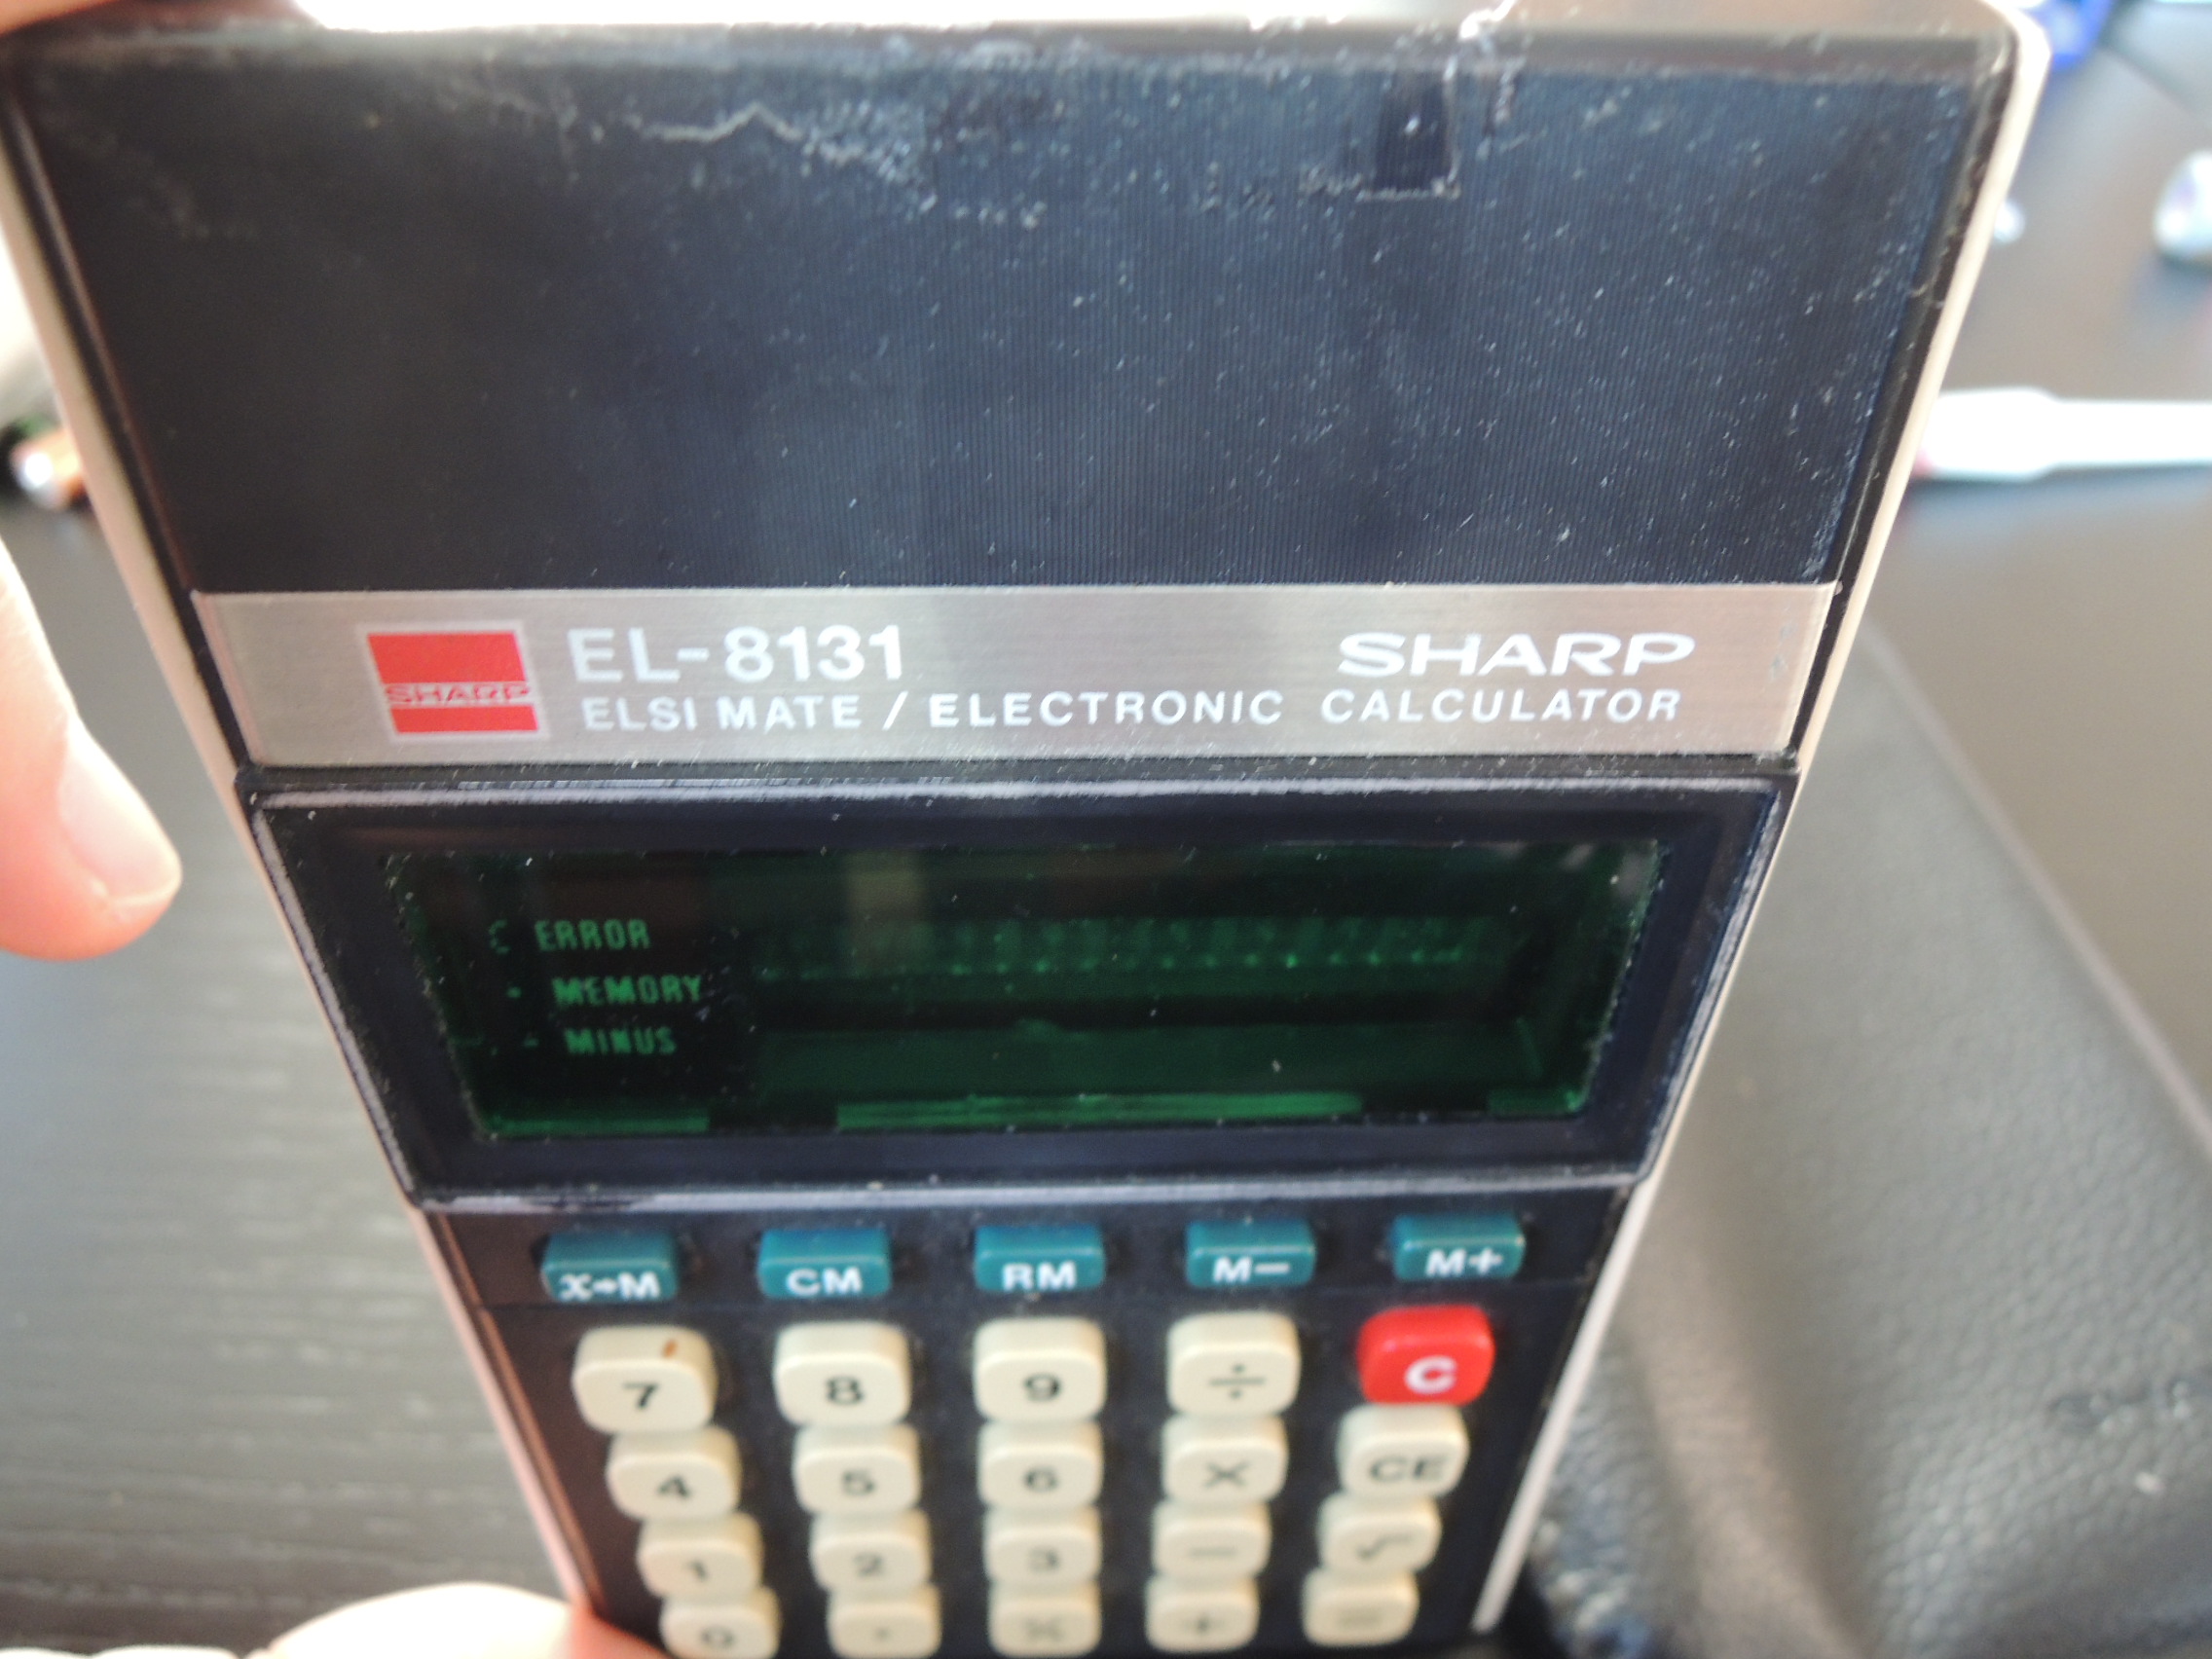 EL-8131 SHARP
SHARP
ELSI MATE / ELECTRONIC CALCULATOR
C ERROR
• MEMORY
- MINUS
X→M CM RM M− M+
7 8 9 ÷ C
4 5 6 × CE
1 2 3 − √
0 . % + =